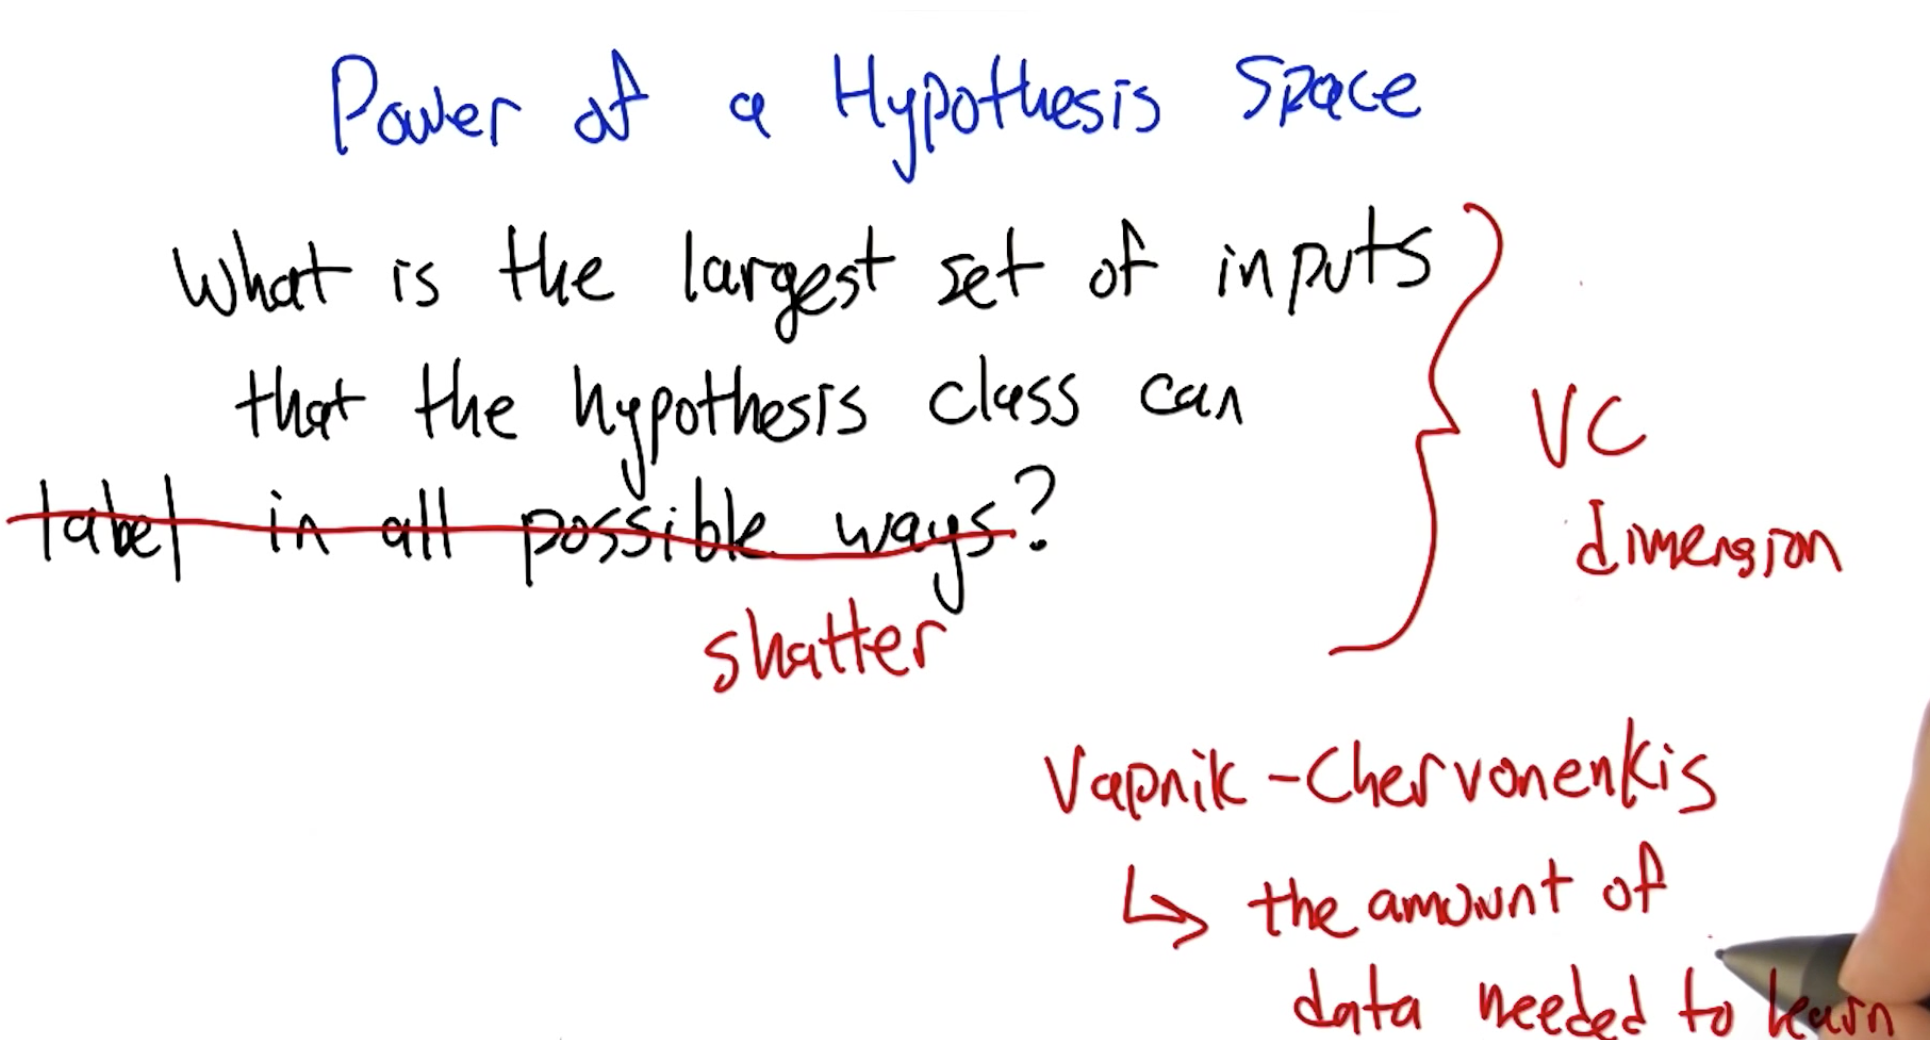 Power of a Hypothesis Space
What is the largest set of inputs
that the hypothesis class can
label in all possible ways?
shatter
VC
dimension
Vapnik-Chervonenkis
↳ the amount of
data needed to learn